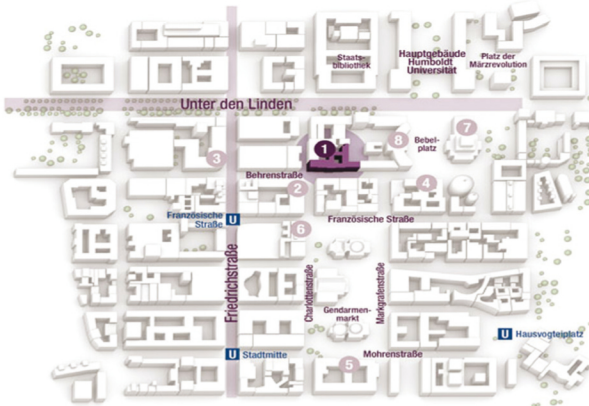 Staats-
bibliothek
Hauptgebäude
Humboldt
Universität
Platz der
Märzrevolution
Unter den Linden
1
8
7
Bebel-
platz
3
Behrenstraße
2
4
Französische
Straße
U
Französische Straße
6
Friedrichstraße
Charlottenstraße
Markgrafenstraße
Gendarmen-
markt
U Hausvogteiplatz
U Stadtmitte
Mohrenstraße
5